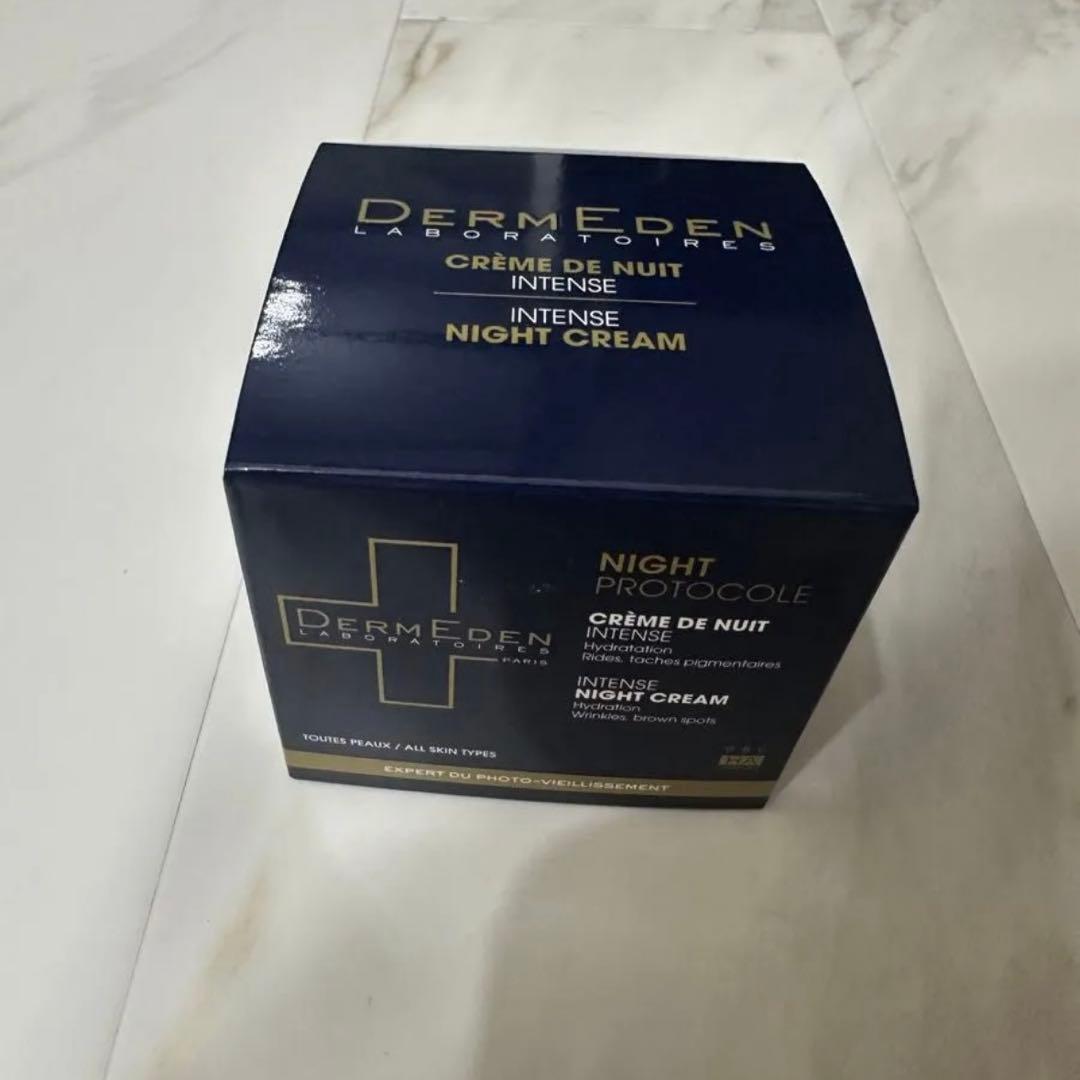 DERMEDEN
LABORATOIRES
CRÈME DE NUIT
INTENSE
INTENSE
NIGHT CREAM
DERMEDEN
LABORATOIRES
PARIS
TOUTES PEAUX / ALL SKIN TYPES
NIGHT
PROTOCOLE
CRÈME DE NUIT
INTENSE
Hydratation
Rides, taches pigmentaires
INTENSE
NIGHT CREAM
Hydration
Wrinkles, brown spots
HA
EXPERT DU PHOTO-VIEILLISSEMENT